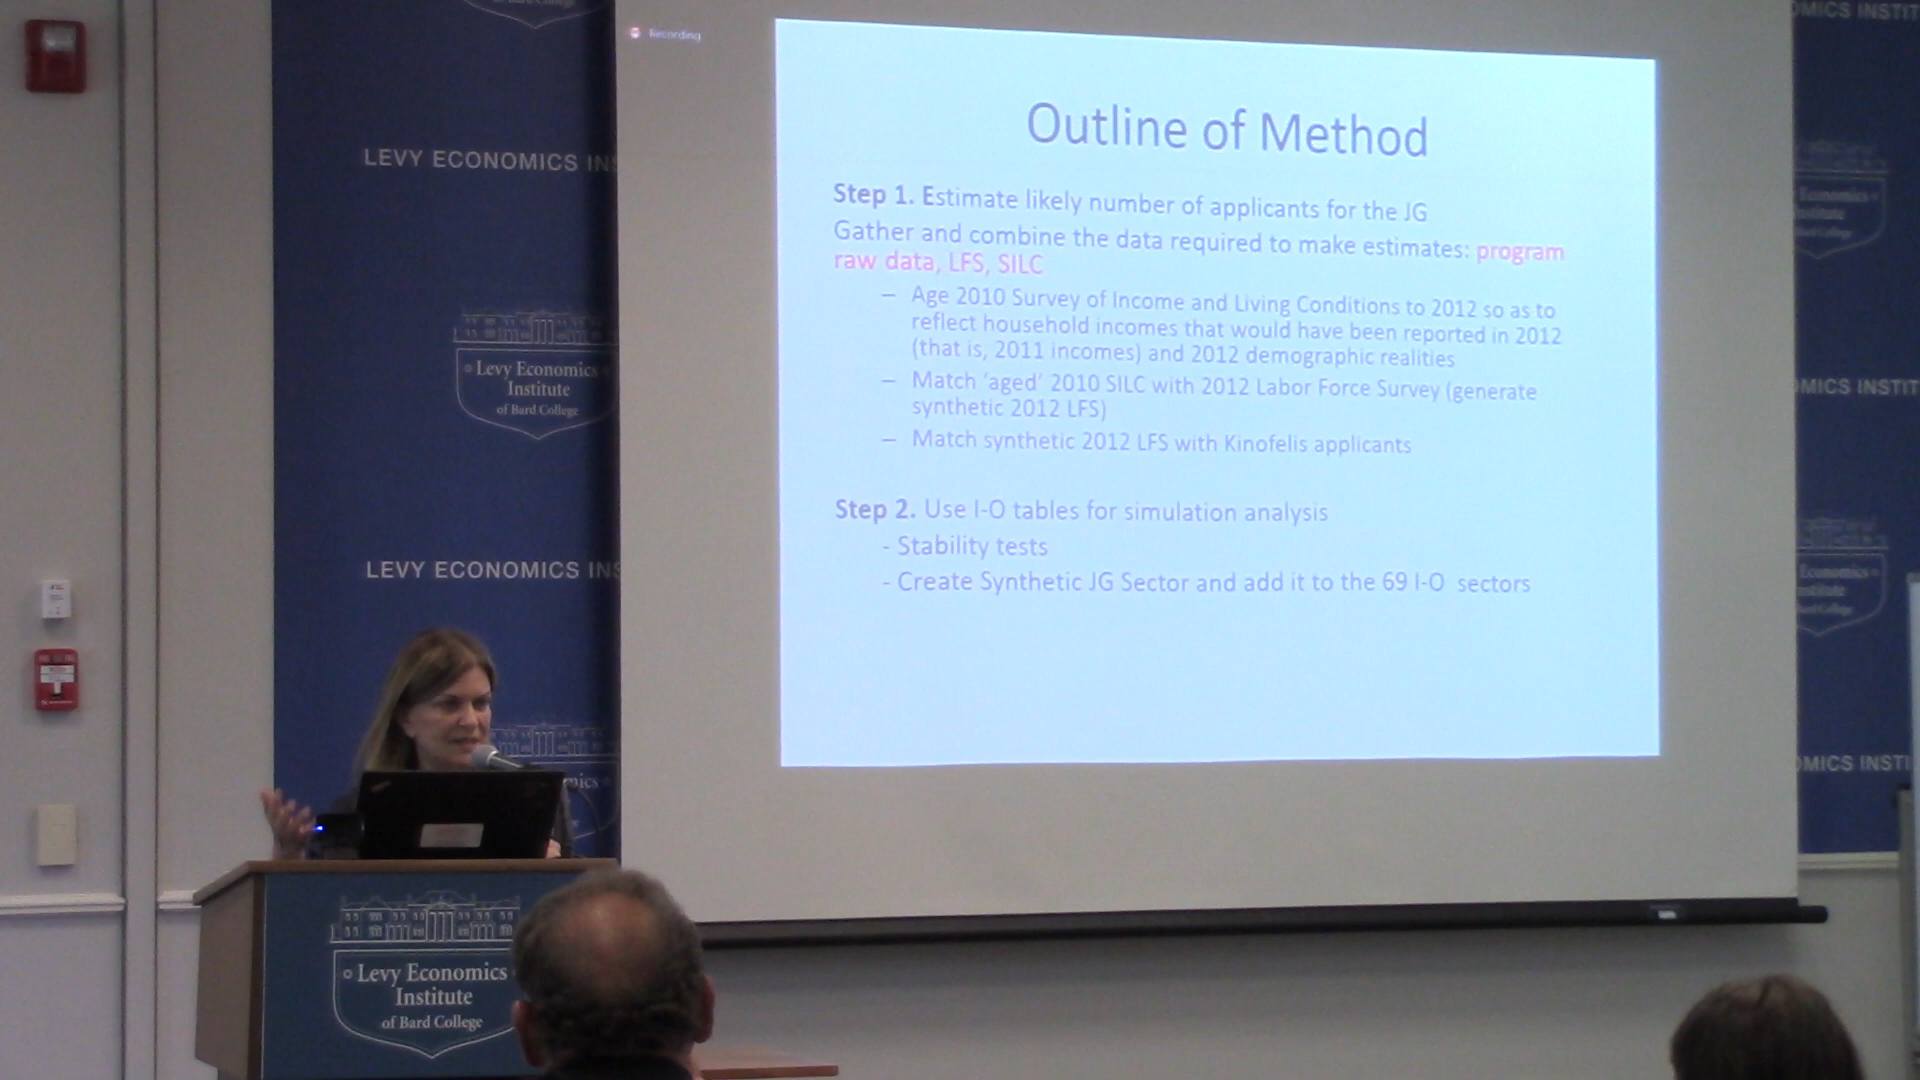 Recording
Outline of Method
Step 1. Estimate likely number of applicants for the JG
Gather and combine the data required to make estimates: program
raw data, LFS, SILC
– Age 2010 Survey of Income and Living Conditions to 2012 so as to
reflect household incomes that would have been reported in 2012
(that is, 2011 incomes) and 2012 demographic realities
– Match ‘aged’ 2010 SILC with 2012 Labor Force Survey (generate
synthetic 2012 LFS)
– Match synthetic 2012 LFS with Kinofelis applicants
Step 2. Use I-O tables for simulation analysis
- Stability tests
- Create Synthetic JG Sector and add it to the 69 I-O sectors
LEVY ECONOMICS INS
Levy Economics
Institute
of Bard College
LEVY ECONOMICS INS
mics
Levy Economics
Institute
of Bard College
OMICS INSTIT
Economics
Institute
OMICS INSTIT
Economics
OMICS INSTI